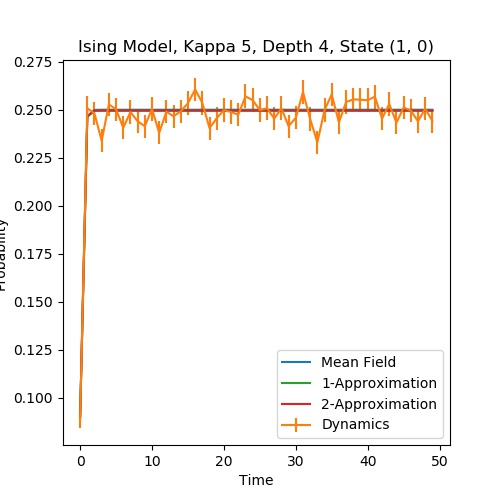 Ising Model, Kappa 5, Depth 4, State (1, 0)
0.275
0.250
0.225
0.200
0.175
0.150
0.125
0.100
Probability
0
10
20
30
40
50
Time
Mean Field
1-Approximation
2-Approximation
Dynamics